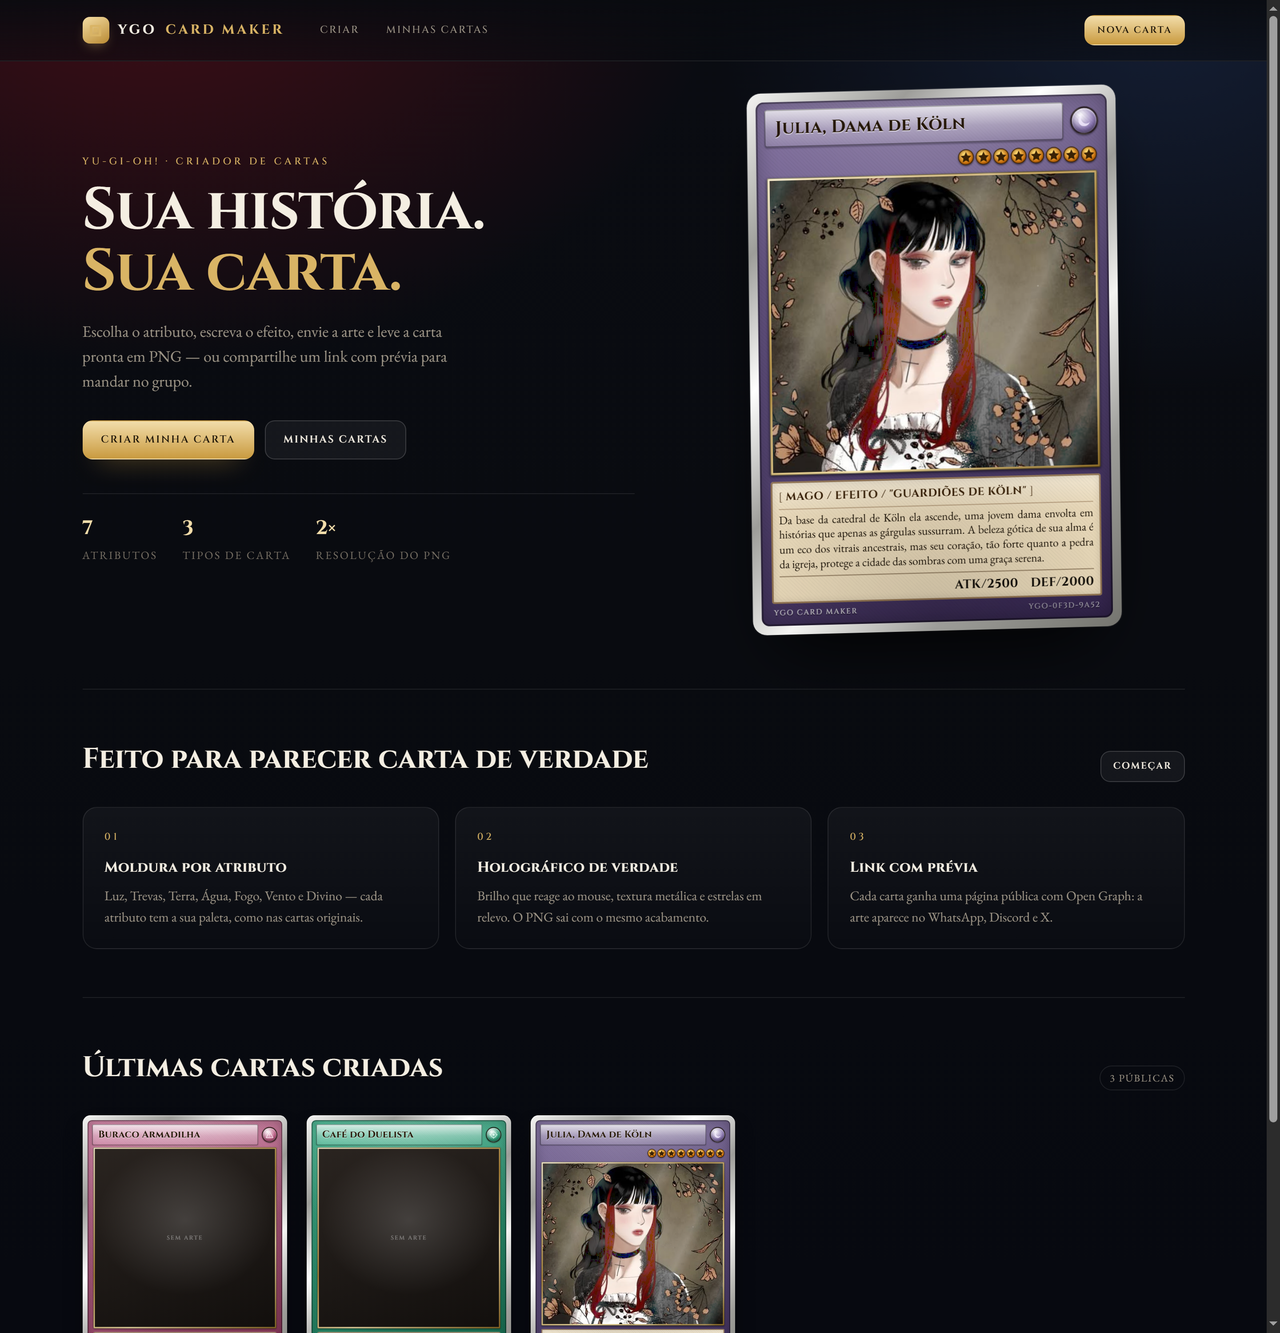 YGO CARD MAKER
CRIAR
MINHAS CARTAS
NOVA CARTA
YU-GI-OH! · CRIADOR DE CARTAS
SUA HISTÓRIA.
SUA CARTA.
Escolha o atributo, escreva o efeito, envie a arte e leve a carta
pronta em PNG — ou compartilhe um link com prévia para
mandar no grupo.
CRIAR MINHA CARTA
MINHAS CARTAS
7
ATRIBUTOS
3
TIPOS DE CARTA
2×
RESOLUÇÃO DO PNG
JULIA, DAMA DE KÖLN
[ MAGO / EFEITO / "GUARDIÕES DE KÖLN" ]
Da base da catedral de Köln ela ascende, uma jovem dama envolta em
histórias que apenas as gárgulas sussurram. A beleza gótica de sua alma é
um eco dos vitrais ancestrais, mas seu coração, tão forte quanto a pedra
da igreja, protege a cidade das sombras com uma graça serena.
ATK/2500 DEF/2000
YGO CARD MAKER
YGO-0F3D-9A52
FEITO PARA PARECER CARTA DE VERDADE
COMEÇAR
01
MOLDURA POR ATRIBUTO
Luz, Trevas, Terra, Água, Fogo, Vento e Divino — cada
atributo tem a sua paleta, como nas cartas originais.
02
HOLOGRÁFICO DE VERDADE
Brilho que reage ao mouse, textura metálica e estrelas em
relevo. O PNG sai com o mesmo acabamento.
03
LINK COM PRÉVIA
Cada carta ganha uma página pública com Open Graph: a
arte aparece no WhatsApp, Discord e X.
ÚLTIMAS CARTAS CRIADAS
3 PÚBLICAS
BURACO ARMADILHA
SEM ARTE
CAFÉ DO DUELISTA
SEM ARTE
JULIA, DAMA DE KÖLN